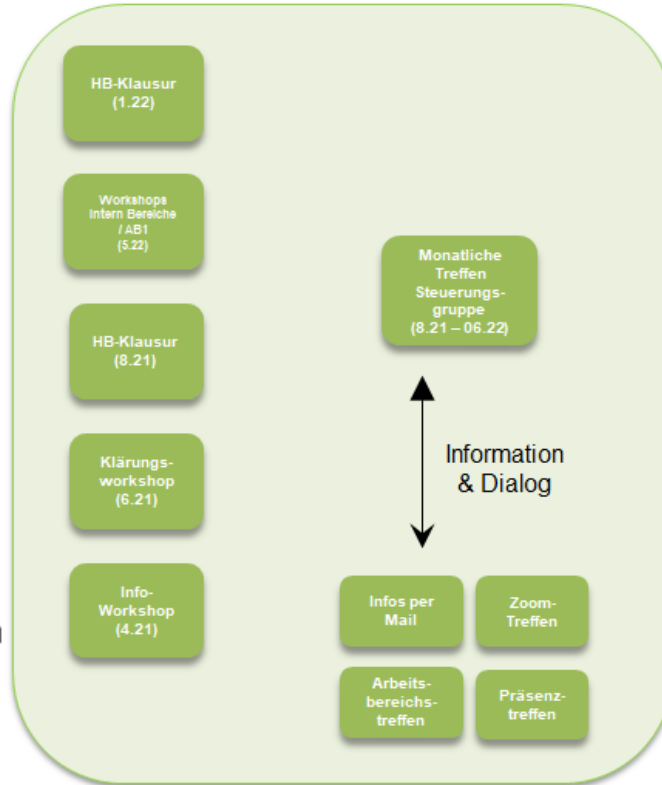 HB-Klausur
(1.22)
Workshops
Intern Bereiche
/ AB1
(5.22)
HB-Klausur
(8.21)
Klärungs-
workshop
(6.21)
Info-
Workshop
(4.21)
Monatliche
Treffen
Steuerungs-
gruppe
(8.21 – 06.22)
Information
& Dialog
Infos per
Mail
Zoom-
Treffen
Arbeits-
bereichs-
treffen
Präsenz-
treffen